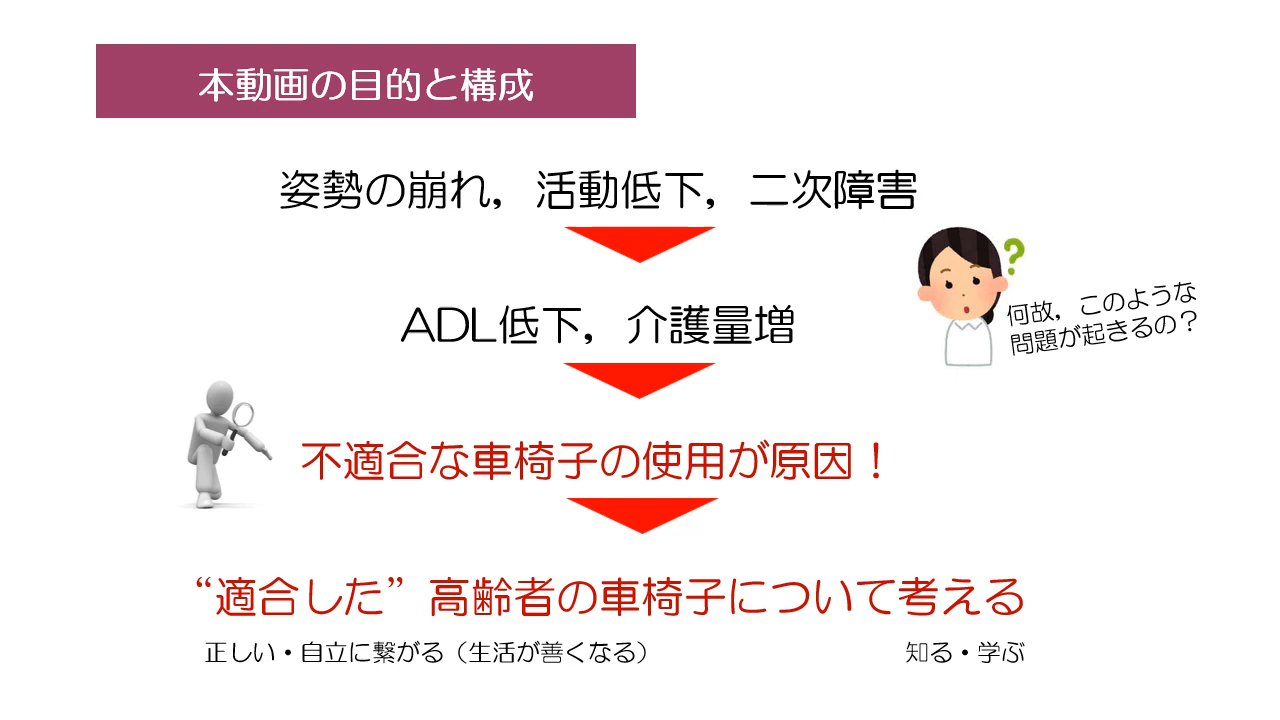 本動画の目的と構成
姿勢の崩れ，活動低下，二次障害
ADL低下，介護量増
?
何故，このような
問題が起きるの？
不適合な車椅子の使用が原因！
“適合した”高齢者の車椅子について考える
正しい・自立に繋がる（生活が善くなる）
知る・学ぶ